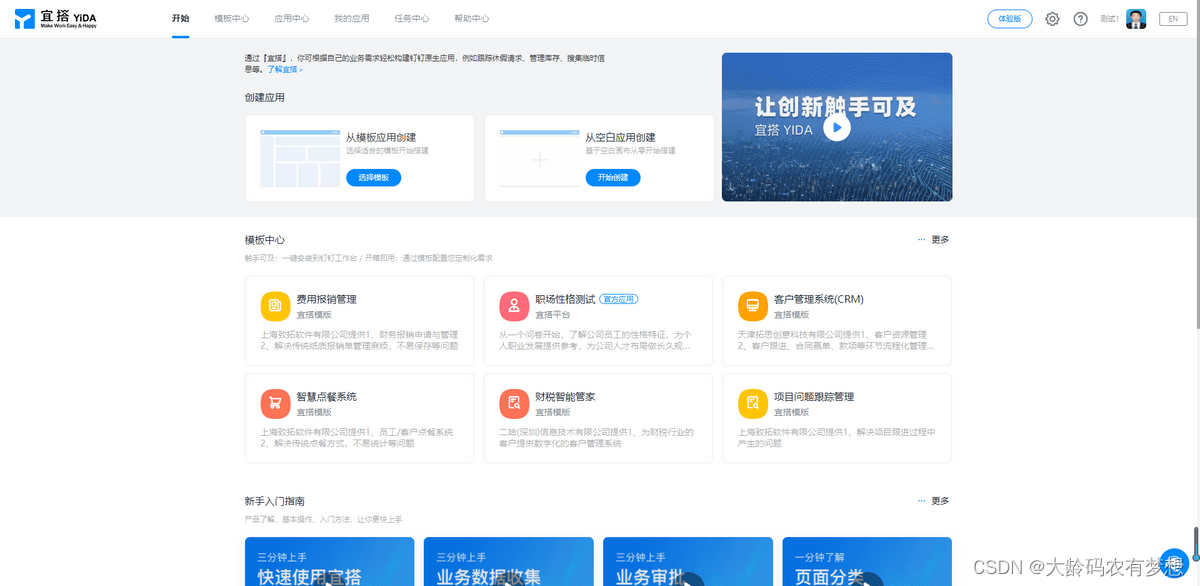 宜搭 YiDA
Make Work Easy & Happy
开始
模板中心
应用中心
我的应用
任务中心
帮助中心
体验版
测试1
EN
通过『宜搭』，你可根据自己的业务需求轻松构建钉钉原生应用，例如跟踪休假请求、管理库存、搜集临时信
息等。了解宜搭 >
创建应用
从模板应用创建
选择适合的模板开始搭建
选择模板
从空白应用创建
基于空白画布从零开始搭建
开始创建
让创新触手可及
宜搭 YIDA
模板中心
··· 更多
触手可及：一键安装到钉钉工作台 / 开箱即用：通过模板配置您定制化需求
费用报销管理
宜搭模版
上海致拓软件有限公司提供1、财务报销申请与管理
2、解决传统纸质报销单管理麻烦，不易保存等问题
职场性格测试 官方应用
宜搭平台
从一个问卷开始，了解公司员工的性格特征，为个
人职业发展提供参考，为公司人才布局做长久规...
客户管理系统(CRM)
宜搭模版
天津拓思创意科技有限公司提供1、客户资源管理
2、客户跟进、合同赢单、款项等环节流程化管理...
智慧点餐系统
宜搭模版
上海致拓软件有限公司提供1、员工/客户点餐系统
2、解决传统点餐方式，不易统计等问题
财税智能管家
宜搭模版
二哈(深圳)信息技术有限公司提供1、为财税行业的
客户提供数字化的客户管理系统
项目问题跟踪管理
宜搭模版
上海致拓软件有限公司提供1、解决项目跟进过程中
产生的问题
新手入门指南
··· 更多
产品了解、基本操作、入门方法，让你更快上手
三分钟上手
快速使用宜搭
三分钟上手
业务数据收集
三分钟上手
业务审批
一分钟了解
页面分类
CSDN @大龄码农有梦想